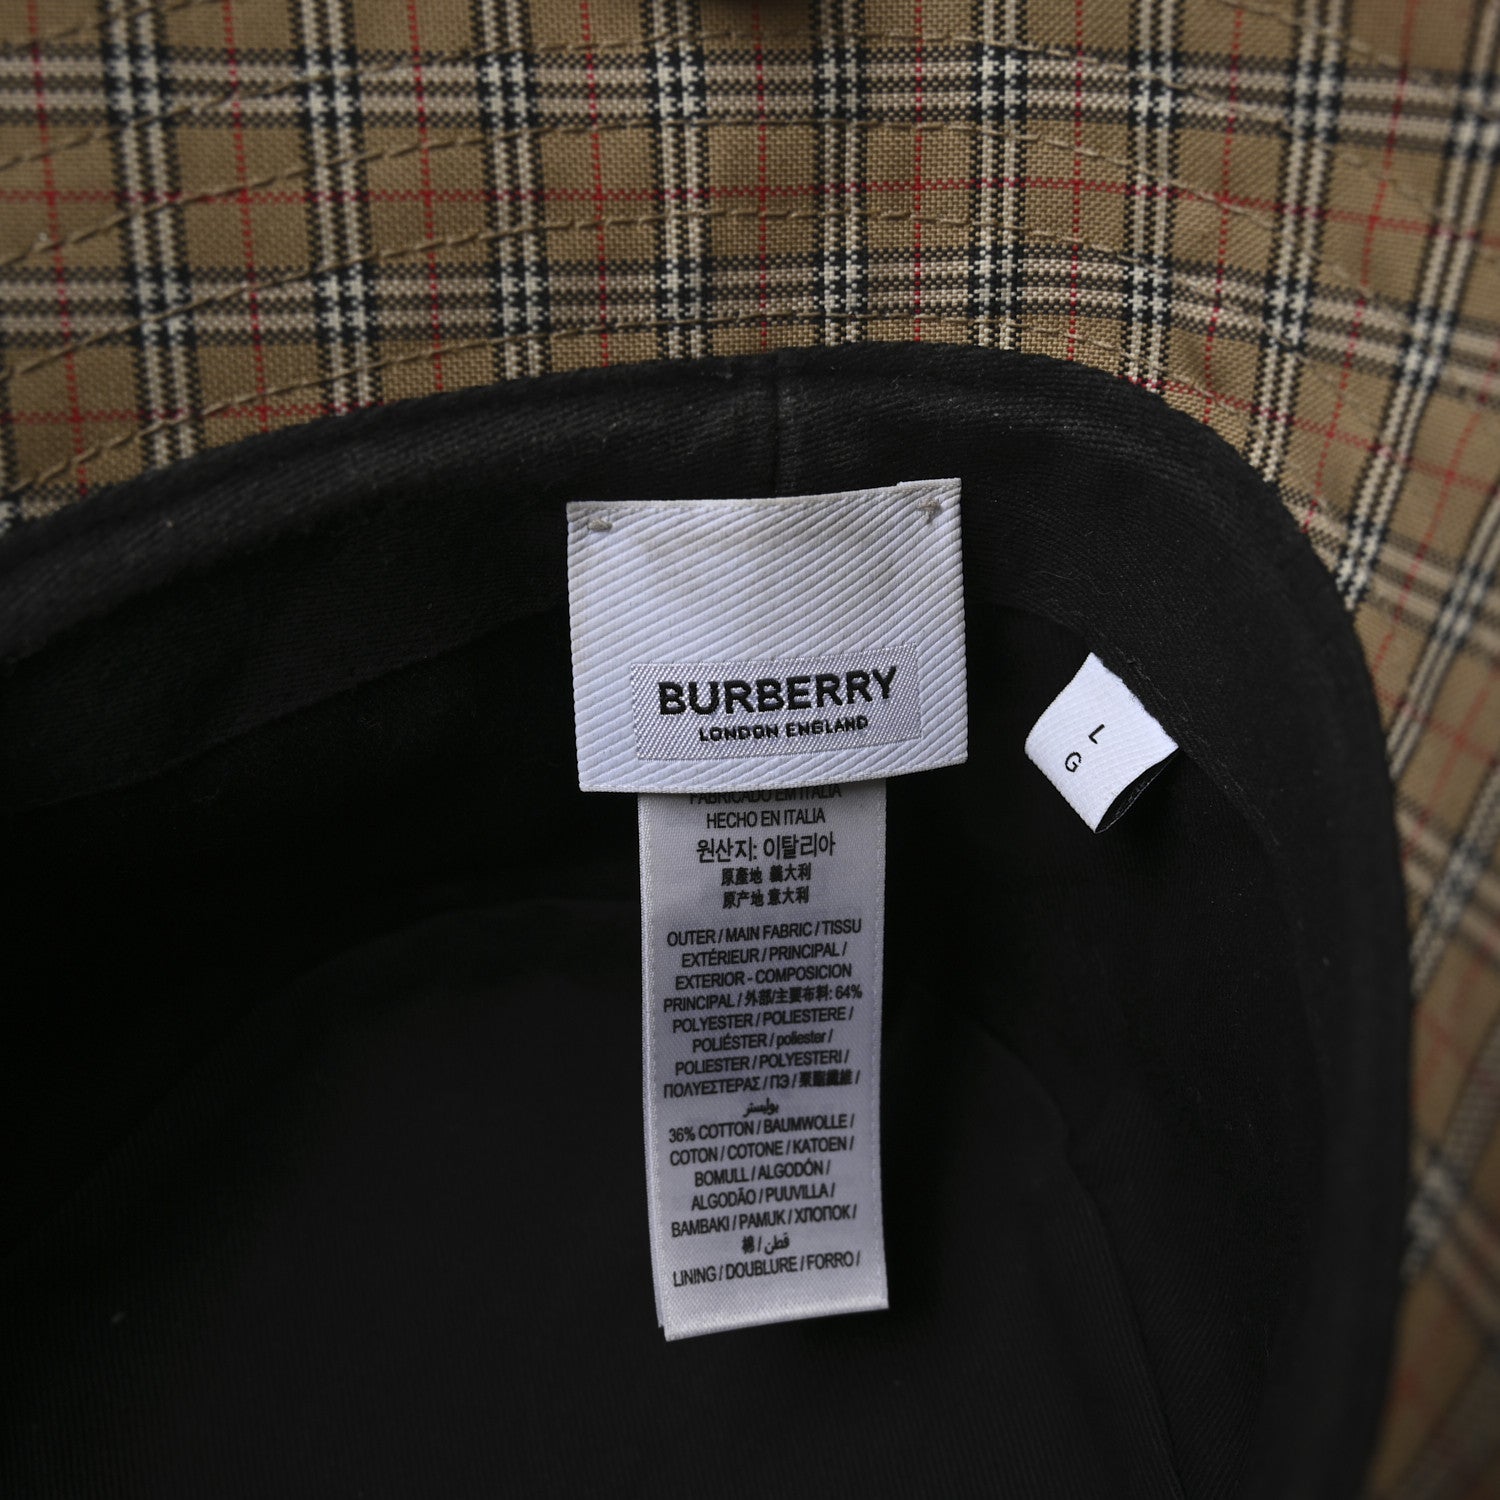 BURBERRY
LONDON ENGLAND
L
G
FABRICADO EM ITALIA
HECHO EN ITALIA
원산지: 이탈리아
原產地 義大利
原产地 意大利
OUTER / MAIN FABRIC / TISSU
EXTÉRIEUR / PRINCIPAL /
EXTERIOR - COMPOSICION
PRINCIPAL / 外部/主要布料: 64%
POLYESTER / POLIESTERE /
POLIÉSTER / poliester /
POLIESTER / POLYESTERI /
ΠΟΛΥΕΣΤΕΡΑΣ / ПЭ / 聚酯纖維 /
بوليستر
36% COTTON / BAUMWOLLE /
COTON / COTONE / KATOEN /
BOMULL / ALGODÓN /
ALGODÃO / PUUVILLA /
BAMBAKI / PAMUK / ХЛОПОК /
棉 / قطن
LINING / DOUBLURE / FORRO /